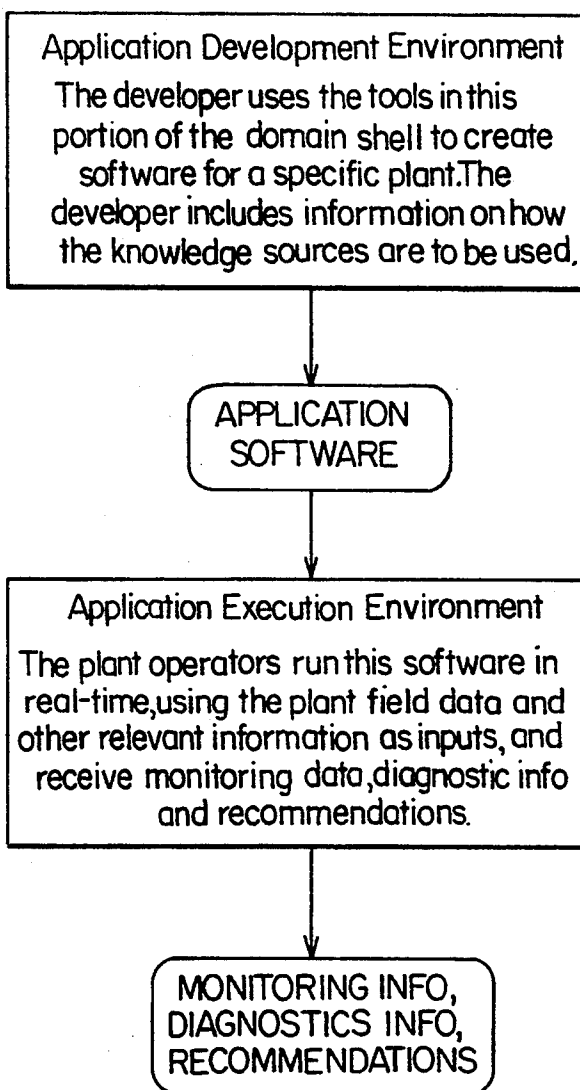 Application Development Environment
The developer uses the tools in this
portion of the domain shell to create
software for a specific plant.The
developer includes information on how
the knowledge sources are to be used.
APPLICATION
SOFTWARE
Application Execution Environment
The plant operators run this software in
real-time,using the plant field data and
other relevant information as inputs, and
receive monitoring data,diagnostic info
and recommendations.
MONITORING INFO,
DIAGNOSTICS INFO,
RECOMMENDATIONS